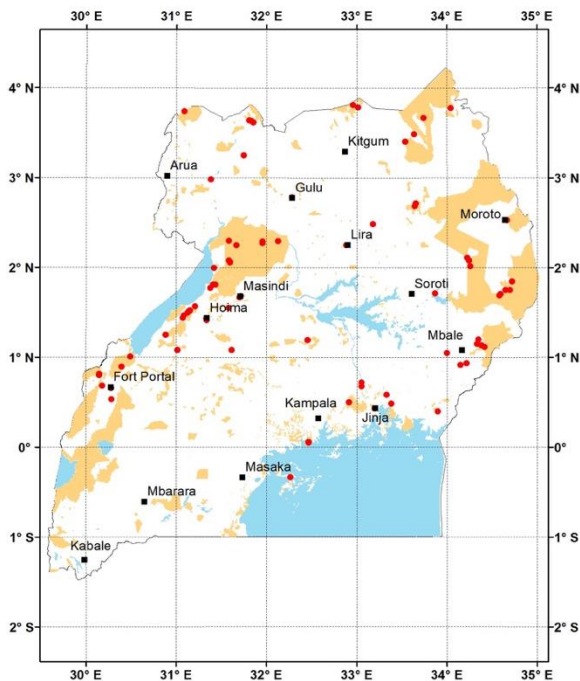 30° E 31° E 32° E 33° E 34° E 35° E
4° N 4° N
Kitgum
3° N Arua 3° N
Gulu
Moroto
Lira
2° N 2° N
Masindi
Soroti
Hoima
Mbale
1° N 1° N
Fort Portal
Kampala
Jinja
0° 0°
Masaka
Mbarara
1° S 1° S
Kabale
2° S 2° S
30° E 31° E 32° E 33° E 34° E 35° E